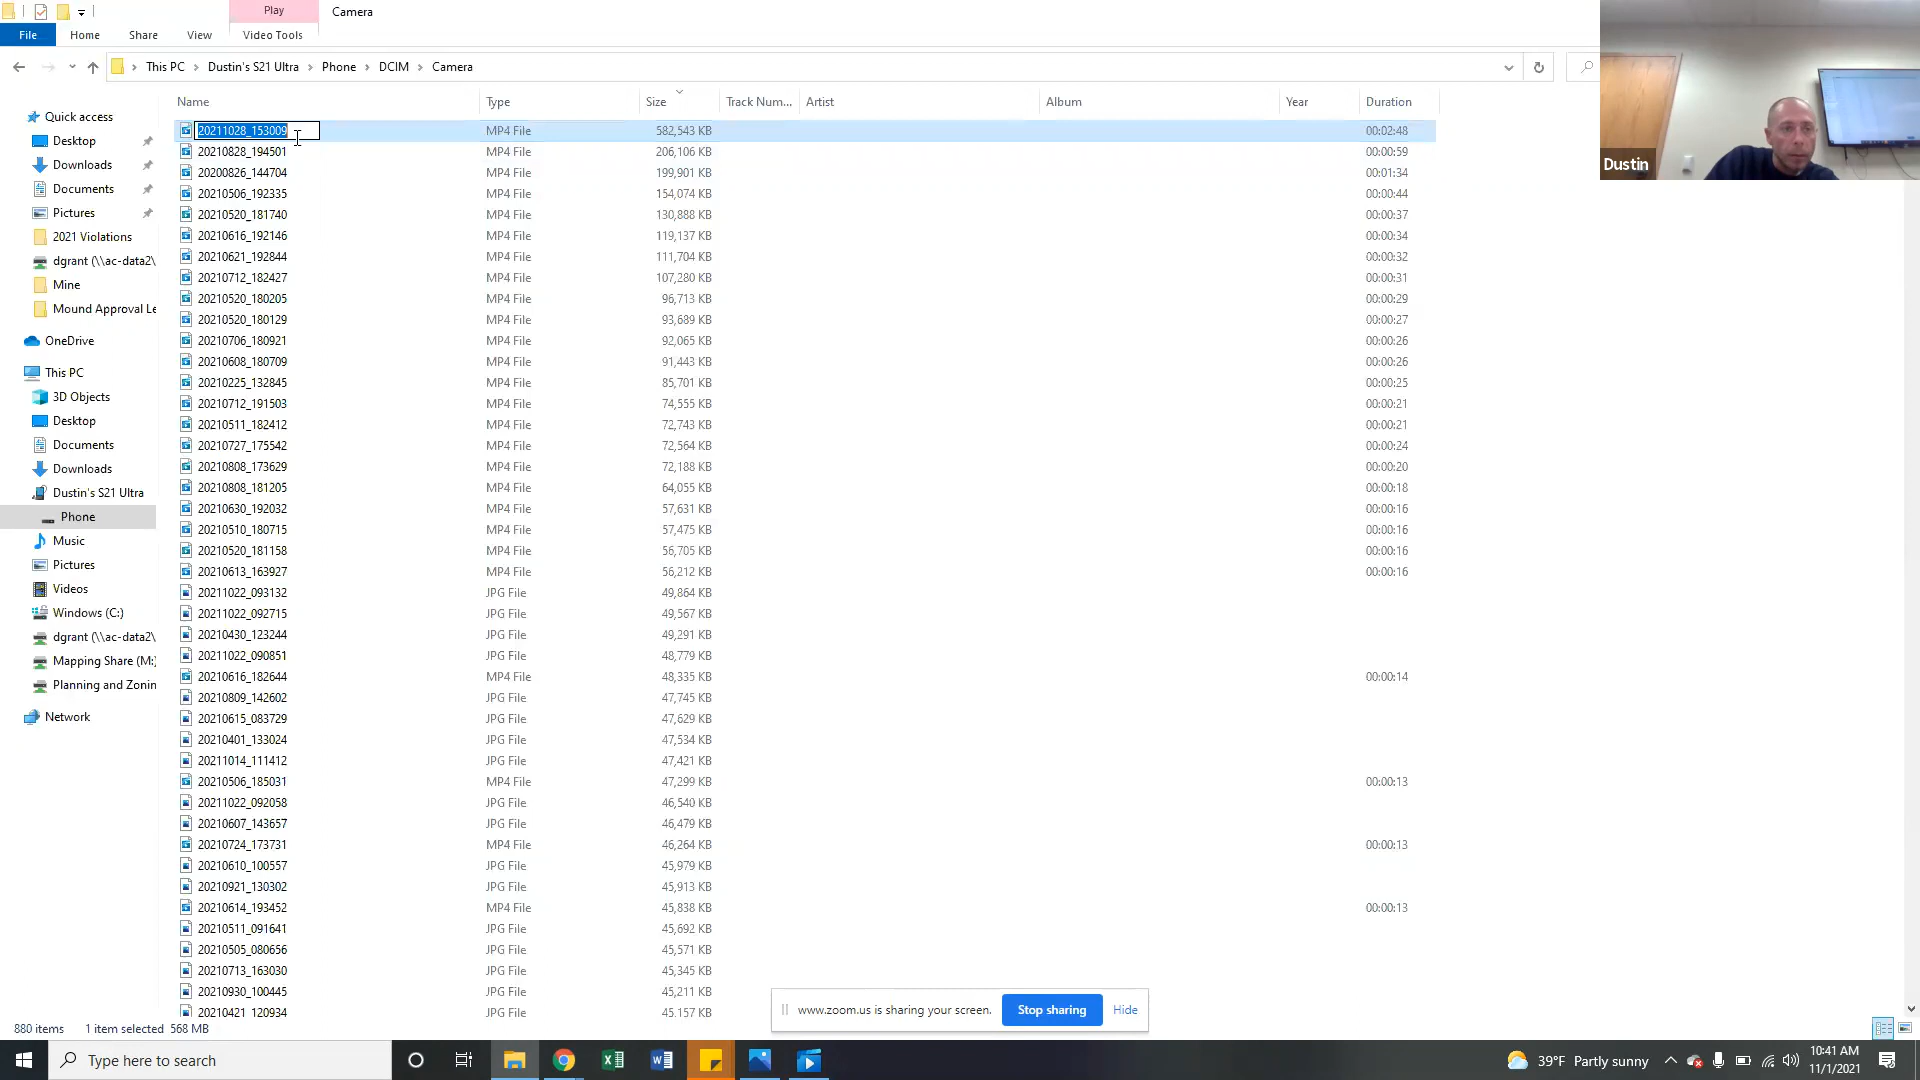 Play
Camera
File
Home
Share
View
Video Tools
This PC
Dustin's S21 Ultra
Phone
DCIM
Camera
Name
Type
Size
Track Num...
Artist
Album
Year
Duration
Quick access
Desktop
Downloads
Documents
Pictures
2021 Violations
dgrant (\\ac-data2\
Mine
Mound Approval Le
OneDrive
This PC
3D Objects
Desktop
Documents
Downloads
Dustin's S21 Ultra
Phone
Music
Pictures
Videos
Windows (C:)
dgrant (\\ac-data2\
Mapping Share (M:)
Planning and Zonin
Network
20211028_153009 MP4 File 582,543 KB 00:02:48
20210828_194501 MP4 File 206,106 KB 00:00:59
20200826_144704 MP4 File 199,901 KB 00:01:34
20210506_192335 MP4 File 154,074 KB 00:00:44
20210520_181740 MP4 File 130,888 KB 00:00:37
20210616_192146 MP4 File 119,137 KB 00:00:34
20210621_192844 MP4 File 111,704 KB 00:00:32
20210712_182427 MP4 File 107,280 KB 00:00:31
20210520_180205 MP4 File 96,713 KB 00:00:29
20210520_180129 MP4 File 93,689 KB 00:00:27
20210706_180921 MP4 File 92,065 KB 00:00:26
20210608_180709 MP4 File 91,443 KB 00:00:26
20210225_132845 MP4 File 85,701 KB 00:00:25
20210712_191503 MP4 File 74,555 KB 00:00:21
20210511_182412 MP4 File 72,743 KB 00:00:21
20210727_175542 MP4 File 72,564 KB 00:00:24
20210808_173629 MP4 File 72,188 KB 00:00:20
20210808_181205 MP4 File 64,055 KB 00:00:18
20210630_192032 MP4 File 57,631 KB 00:00:16
20210510_180715 MP4 File 57,475 KB 00:00:16
20210520_181158 MP4 File 56,705 KB 00:00:16
20210613_163927 MP4 File 56,212 KB 00:00:16
20211022_093132 JPG File 49,864 KB
20211022_092715 JPG File 49,567 KB
20210430_123244 JPG File 49,291 KB
20211022_090851 JPG File 48,779 KB
20210616_182644 MP4 File 48,335 KB 00:00:14
20210809_142602 JPG File 47,745 KB
20210615_083729 JPG File 47,629 KB
20210401_133024 JPG File 47,534 KB
20211014_111412 JPG File 47,421 KB
20210506_185031 MP4 File 47,299 KB 00:00:13
20211022_092058 JPG File 46,540 KB
20210607_143657 JPG File 46,479 KB
20210724_173731 MP4 File 46,264 KB 00:00:13
20210610_100557 JPG File 45,979 KB
20210921_130302 JPG File 45,913 KB
20210614_193452 MP4 File 45,838 KB 00:00:13
20210511_091641 JPG File 45,692 KB
20210505_080656 JPG File 45,571 KB
20210713_163030 JPG File 45,345 KB
20210930_100445 JPG File 45,211 KB
20210421_120934 JPG File 45,157 KB
Dustin
www.zoom.us is sharing your screen.
Stop sharing
Hide
880 items 1 item selected 568 MB
Type here to search
39°F Partly sunny
10:41 AM
11/1/2021